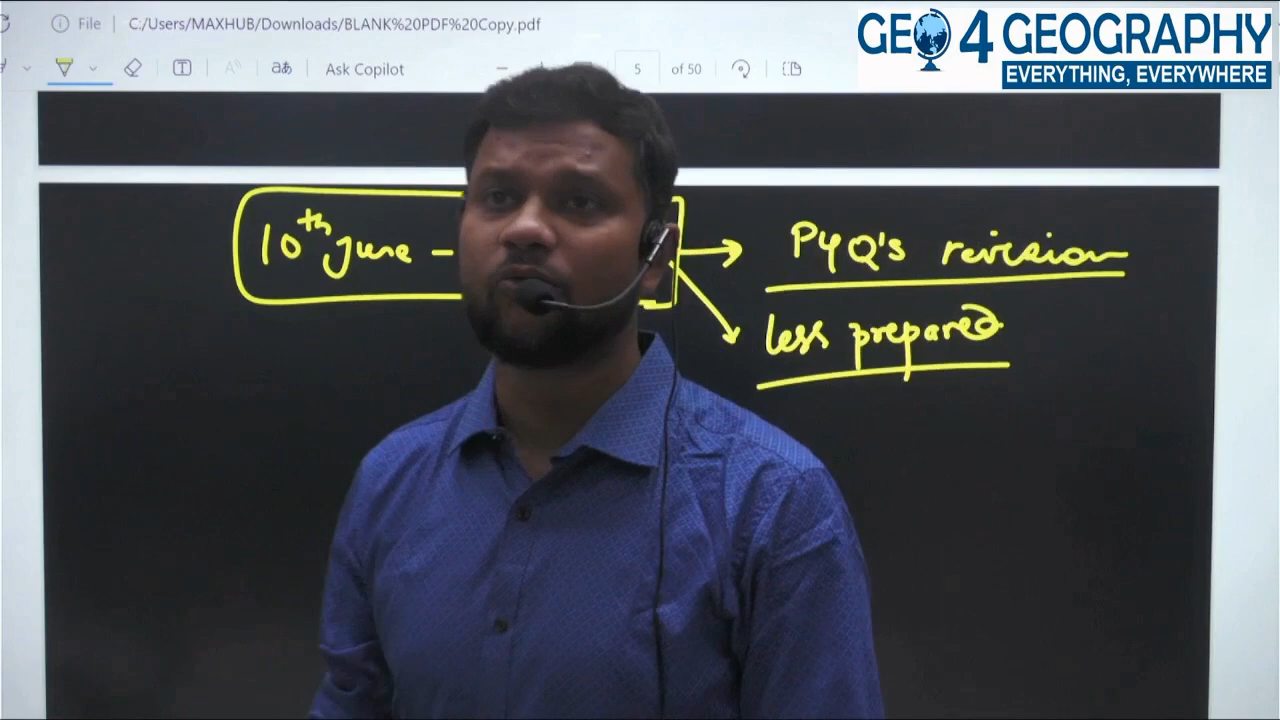 File C:/Users/MAXHUB/Downloads/BLANK%20PDF%20Copy.pdf
GEO 4 GEOGRAPHY
EVERYTHING, EVERYWHERE
Ask Copilot
5 of 50
10th June –
PYQ's revision
less prepared